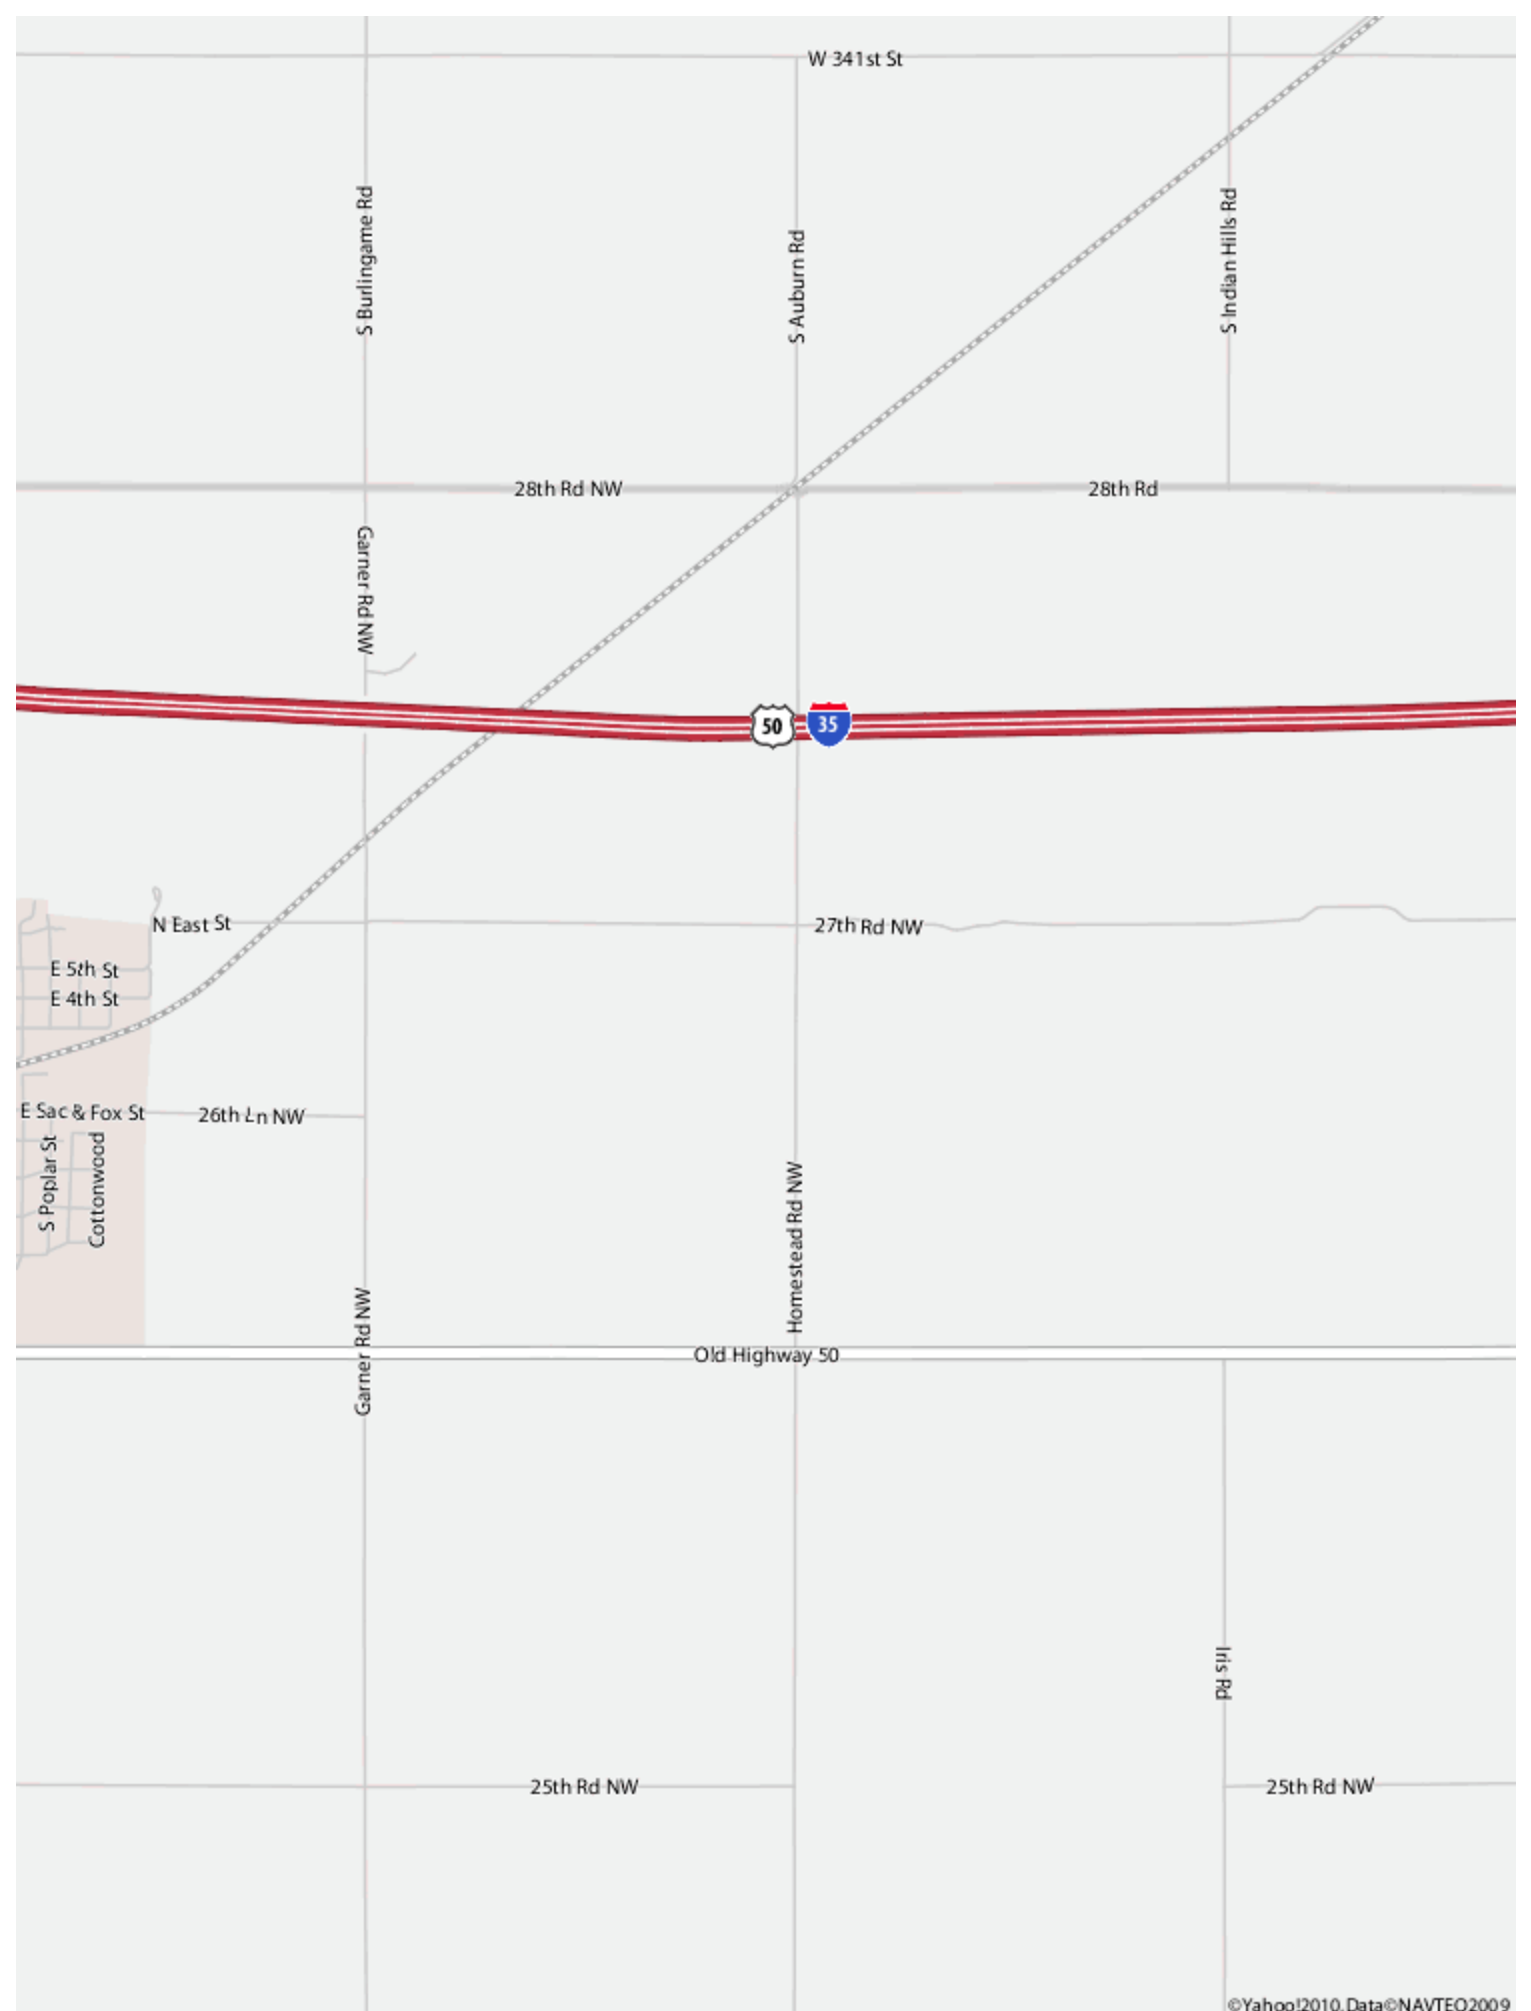 W 341st St
S Burlingame Rd
S Auburn Rd
S Indian Hills Rd
28th Rd NW
28th Rd
Garner Rd NW
50
35
N East St
27th Rd NW
E 5th St
E 4th St
E Sac & Fox St
26th Ln NW
S Poplar St
Cottonwood
Homestead Rd NW
Garner Rd NW
Old Highway 50
Iris Rd
25th Rd NW
25th Rd NW
©Yahoo!2010, Data©NAVTEQ2009